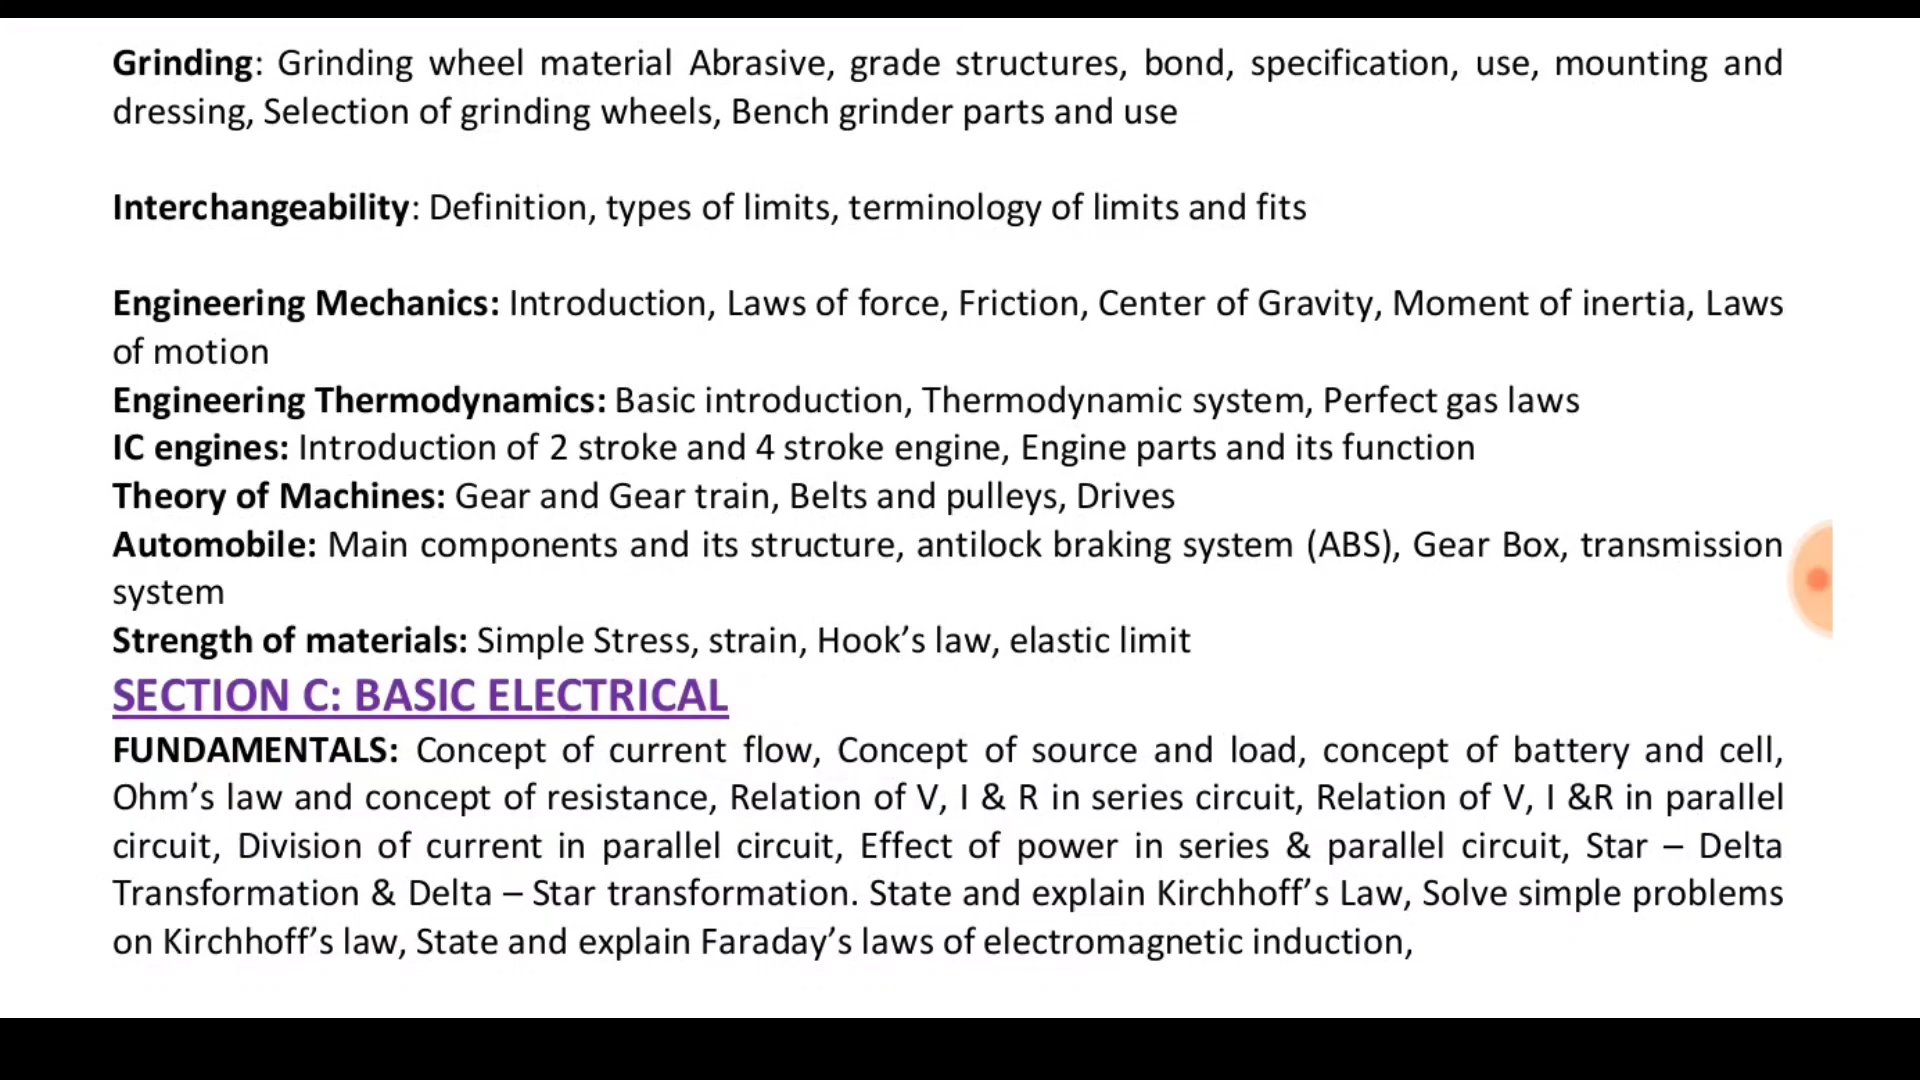 Grinding: Grinding wheel material Abrasive, grade structures, bond, specification, use, mounting and
dressing, Selection of grinding wheels, Bench grinder parts and use
Interchangeability: Definition, types of limits, terminology of limits and fits
Engineering Mechanics: Introduction, Laws of force, Friction, Center of Gravity, Moment of inertia, Laws
of motion
Engineering Thermodynamics: Basic introduction, Thermodynamic system, Perfect gas laws
IC engines: Introduction of 2 stroke and 4 stroke engine, Engine parts and its function
Theory of Machines: Gear and Gear train, Belts and pulleys, Drives
Automobile: Main components and its structure, antilock braking system (ABS), Gear Box, transmission
system
Strength of materials: Simple Stress, strain, Hook’s law, elastic limit
SECTION C: BASIC ELECTRICAL
FUNDAMENTALS: Concept of current flow, Concept of source and load, concept of battery and cell,
Ohm’s law and concept of resistance, Relation of V, I & R in series circuit, Relation of V, I &R in parallel
circuit, Division of current in parallel circuit, Effect of power in series & parallel circuit, Star – Delta
Transformation & Delta – Star transformation. State and explain Kirchhoff’s Law, Solve simple problems
on Kirchhoff’s law, State and explain Faraday’s laws of electromagnetic induction,